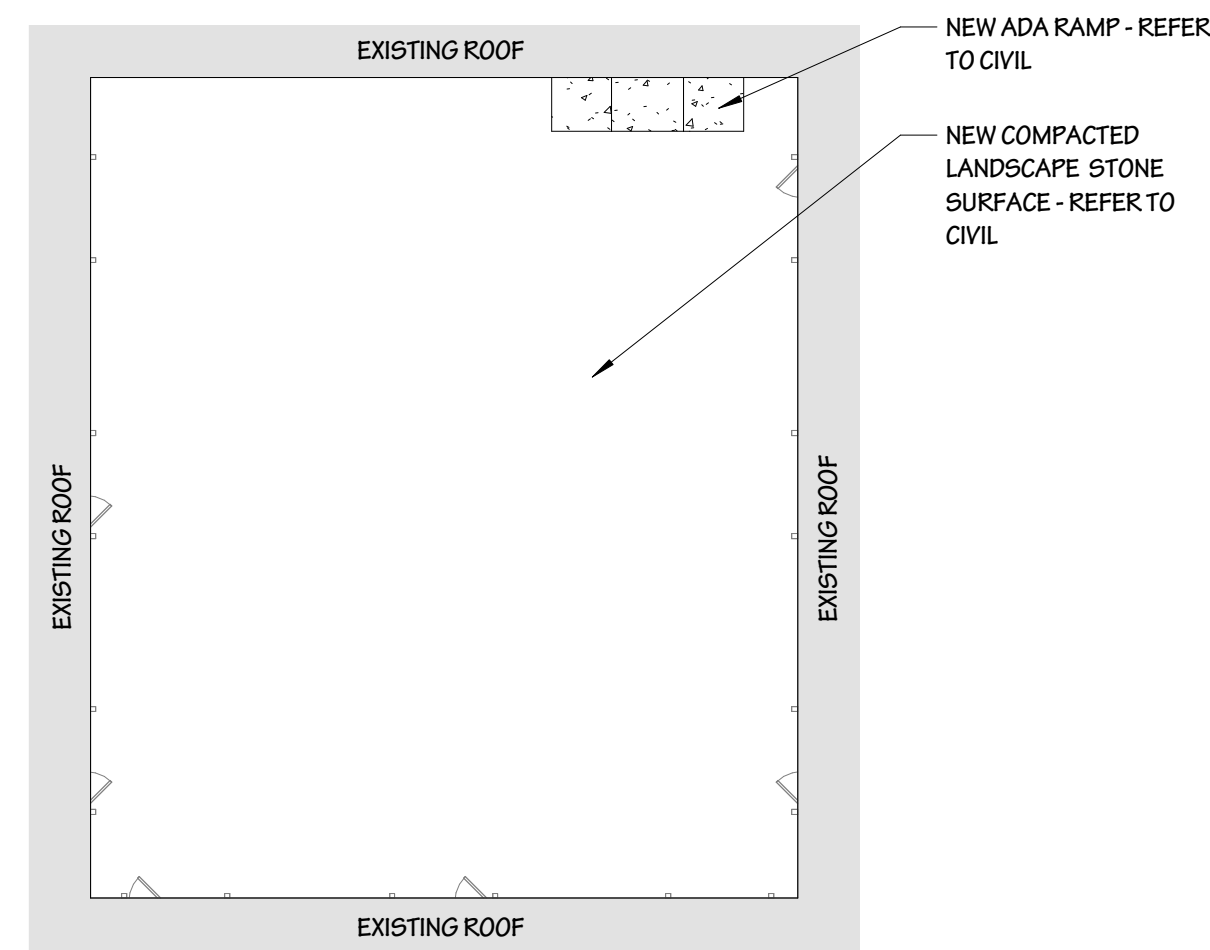 EXISTING ROOF
NEW ADA RAMP - REFER
TO CIVIL
NEW COMPACTED
LANDSCAPE STONE
SURFACE - REFER TO
CIVIL
EXISTING ROOF
EXISTING ROOF
EXISTING ROOF